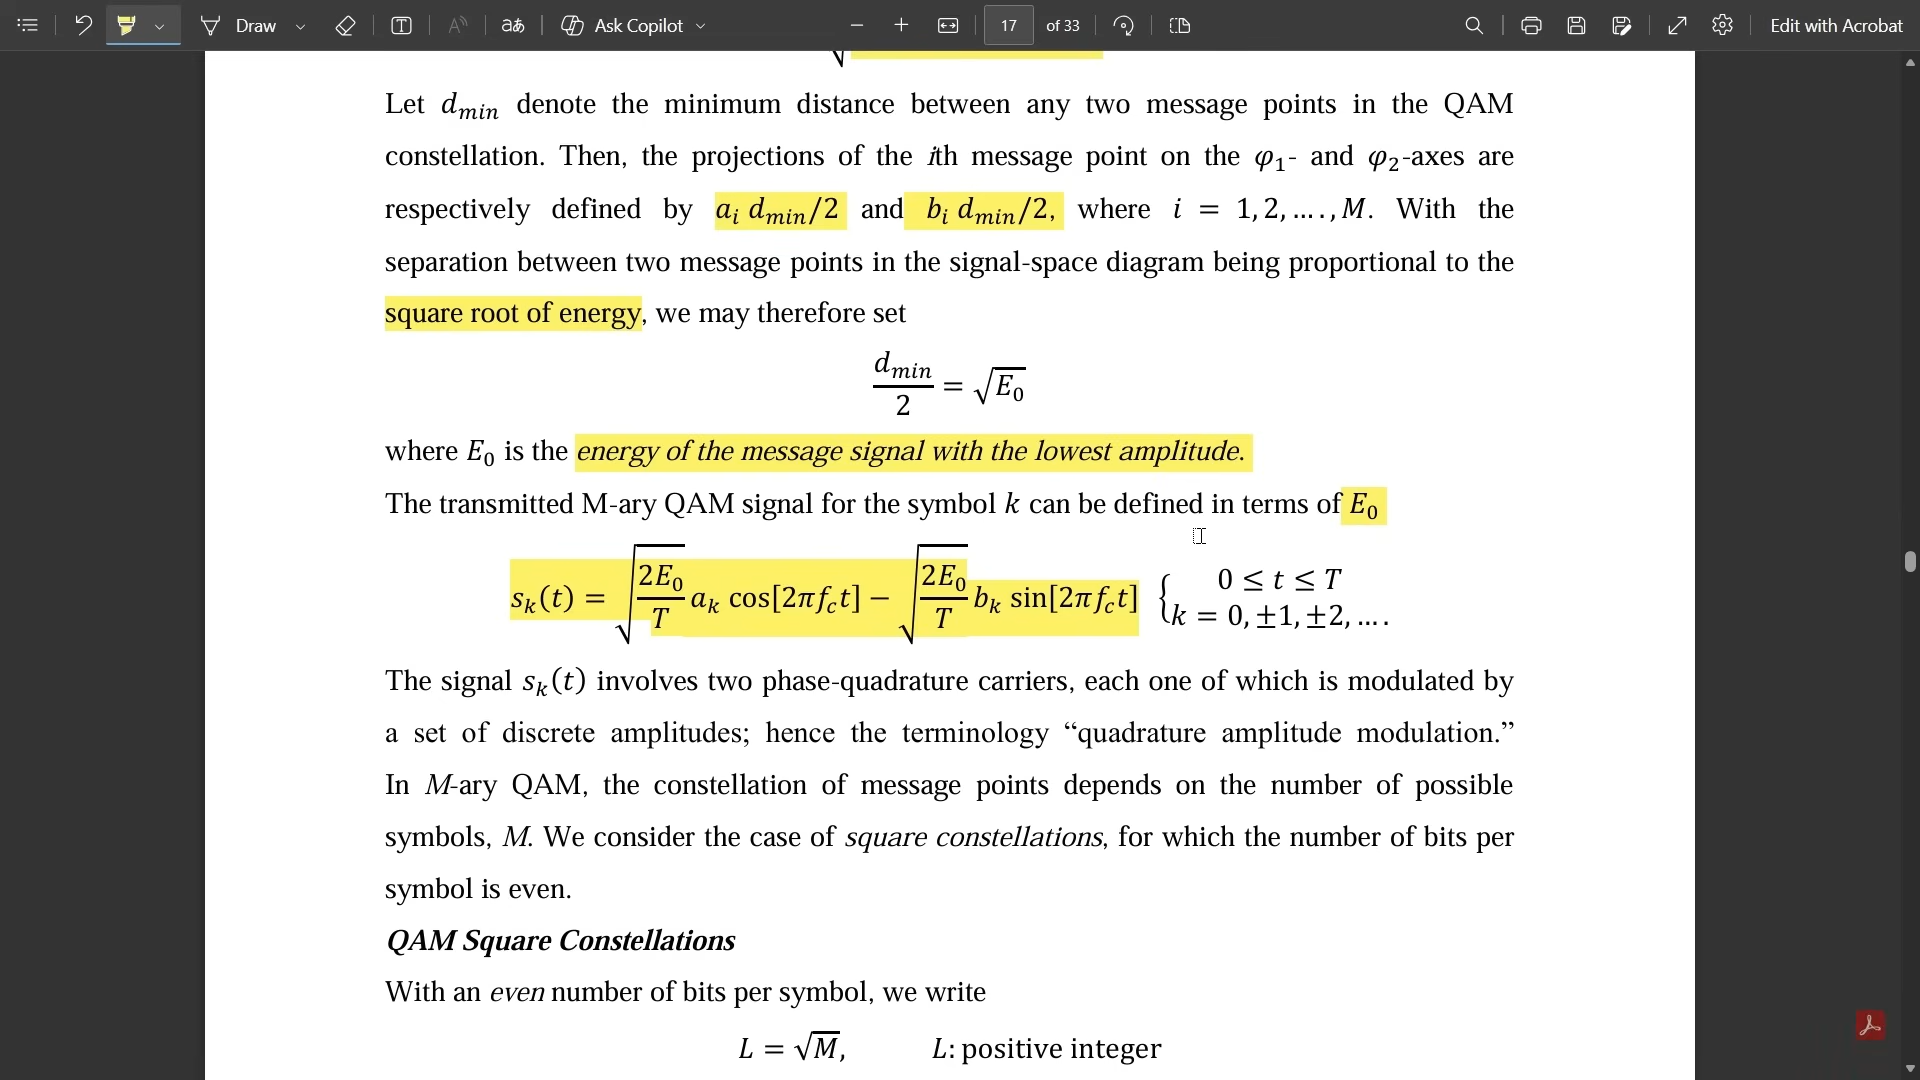 Draw
Ask Copilot
17 of 33
Edit with Acrobat
Let d_min denote the minimum distance between any two message points in the QAM
constellation. Then, the projections of the ith message point on the φ₁- and φ₂-axes are
respectively defined by a_i d_min/2 and b_i d_min/2, where i = 1, 2, … . , M. With the
separation between two message points in the signal-space diagram being proportional to the
square root of energy, we may therefore set
d_min/2 = √E₀
where E₀ is the energy of the message signal with the lowest amplitude.
The transmitted M-ary QAM signal for the symbol k can be defined in terms of E₀
s_k(t) = √(2E₀/T) a_k cos[2πf_c t] − √(2E₀/T) b_k sin[2πf_c t] { 0 ≤ t ≤ T
k = 0, ±1, ±2, … .
The signal s_k(t) involves two phase-quadrature carriers, each one of which is modulated by
a set of discrete amplitudes; hence the terminology “quadrature amplitude modulation.”
In M-ary QAM, the constellation of message points depends on the number of possible
symbols, M. We consider the case of square constellations, for which the number of bits per
symbol is even.
QAM Square Constellations
With an even number of bits per symbol, we write
L = √M, L: positive integer